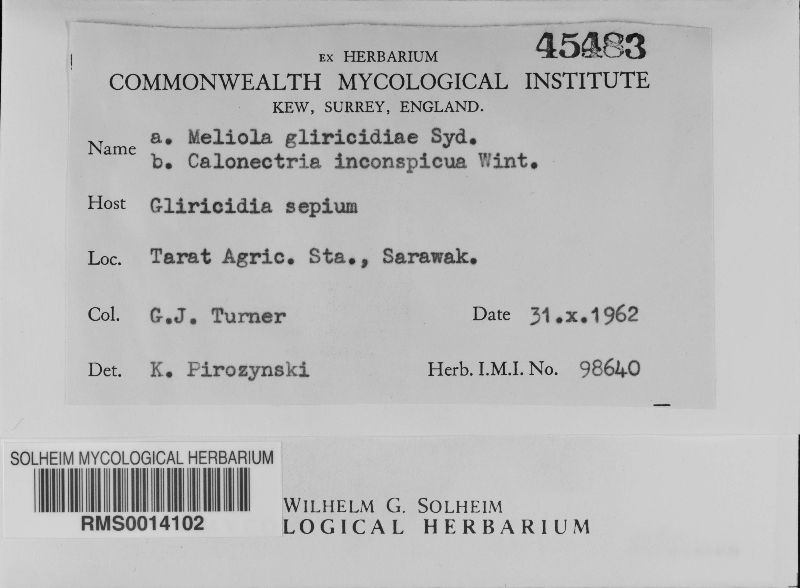 45483
EX HERBARIUM
COMMONWEALTH MYCOLOGICAL INSTITUTE
KEW, SURREY, ENGLAND.
Name a. Meliola gliricidiae Syd.
b. Calonectria inconspicua Wint.
Host Gliricidia sepium
Loc. Tarat Agric. Sta., Sarawak.
Col. G.J. Turner Date 31.x.1962
Det. K. Pirozynski Herb. I.M.I. No. 98640
SOLHEIM MYCOLOGICAL HERBARIUM
RMS0014102
WILHELM G. SOLHEIM
LOGICAL HERBARIUM